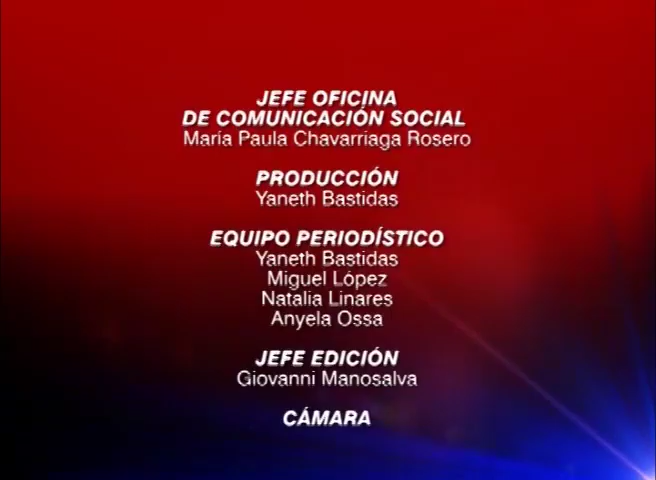 JEFE OFICINA
DE COMUNICACIÓN SOCIAL
María Paula Chavarriaga Rosero
PRODUCCIÓN
Yaneth Bastidas
EQUIPO PERIODÍSTICO
Yaneth Bastidas
Miguel López
Natalia Linares
Anyela Ossa
JEFE EDICIÓN
Giovanni Manosalva
CÁMARA